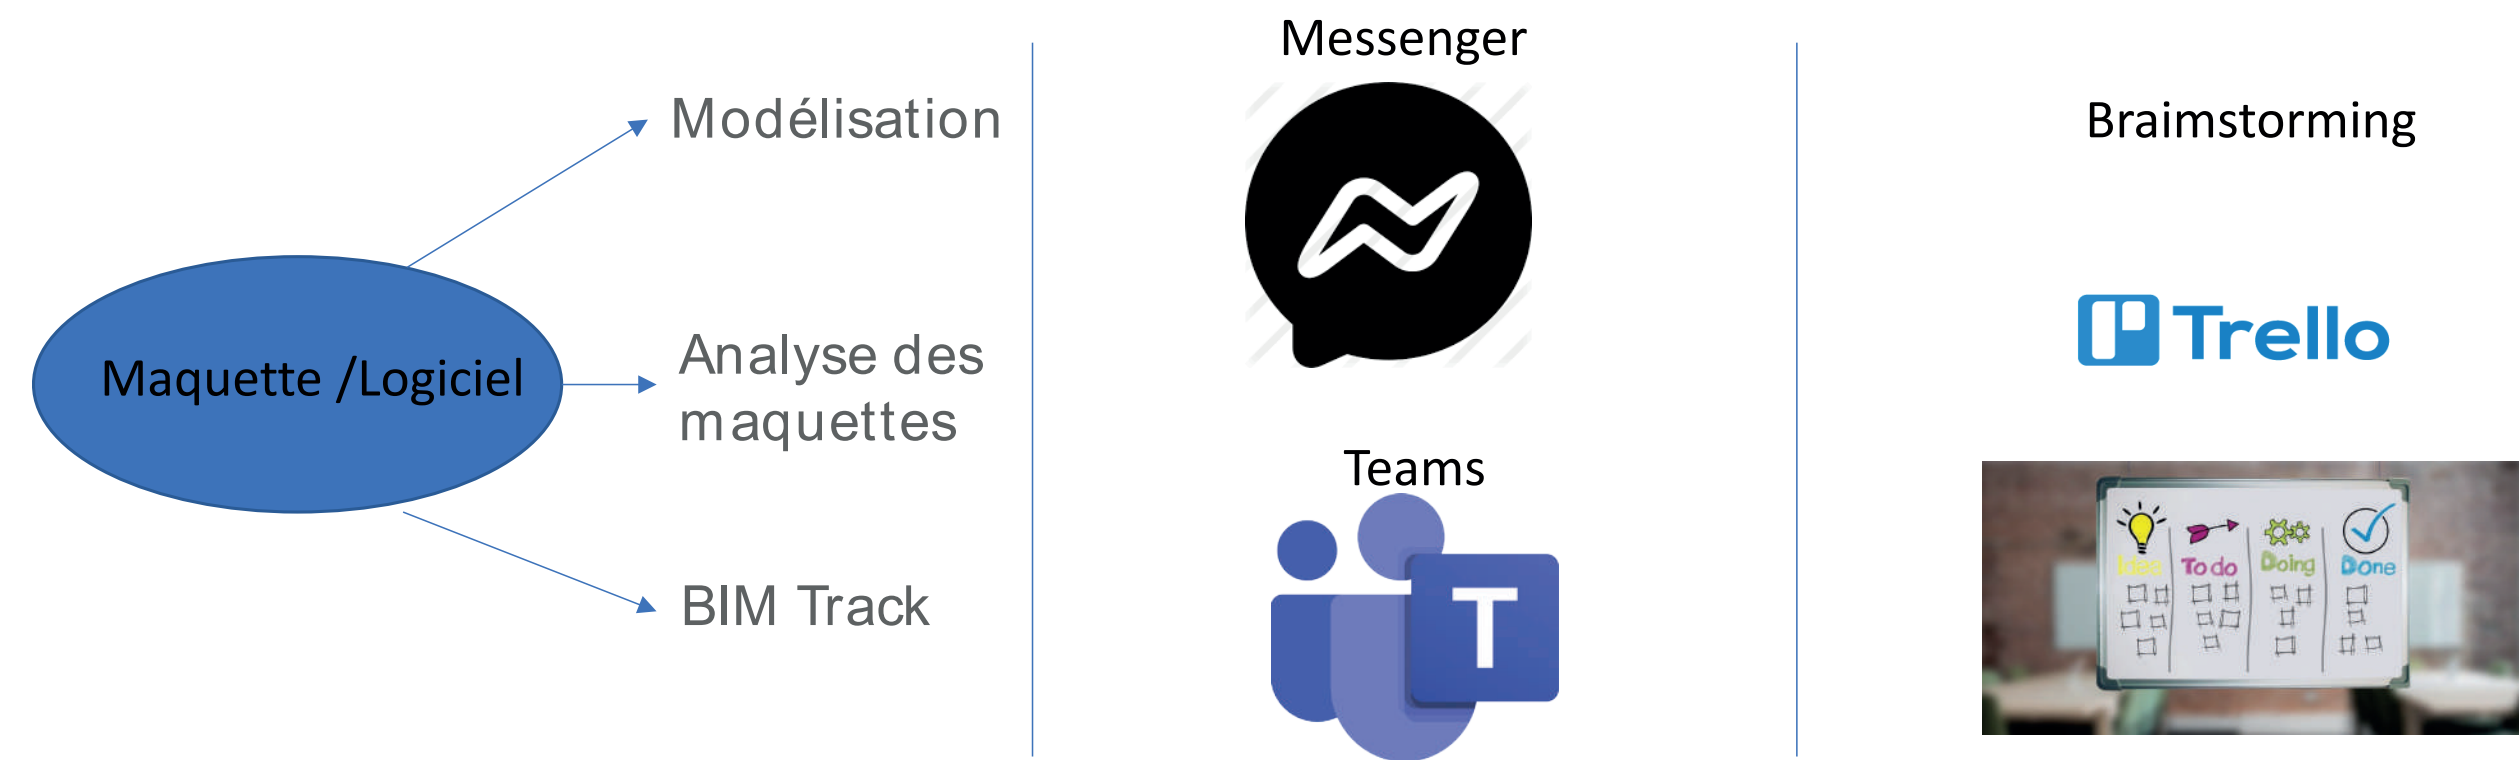 Modélisation
Maquette /Logiciel
Analyse des
maquettes
BIM Track
Messenger
Teams
T
Braimstorming
Trello
Idea
To do
Doing
Done